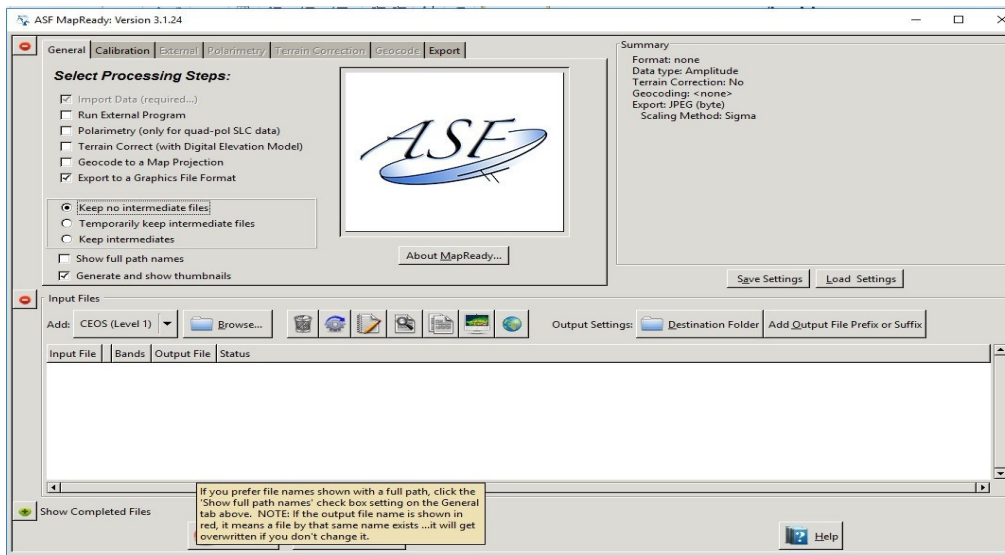 ASF MapReady: Version 3.1.24
General Calibration External Polarimetry Terrain Correction Geocode Export
Select Processing Steps:
Import Data (required...)
Run External Program
Polarimetry (only for quad-pol SLC data)
Terrain Correct (with Digital Elevation Model)
Geocode to a Map Projection
Export to a Graphics File Format
Keep no intermediate files
Temporarily keep intermediate files
Keep intermediates
Show full path names
Generate and show thumbnails
ASF
About MapReady...
Summary
Format: none
Data type: Amplitude
Terrain Correction: No
Geocoding: <none>
Export: JPEG (byte)
Scaling Method: Sigma
Save Settings Load Settings
Input Files
Add: CEOS (Level 1) Browse... Output Settings: Destination Folder Add Output File Prefix or Suffix
Input File Bands Output File Status
If you prefer file names shown with a full path, click the
'Show full path names' check box setting on the General
tab above. NOTE: If the output file name is shown in
red, it means a file by that same name exists ...it will get
overwritten if you don't change it.
Show Completed Files
Help